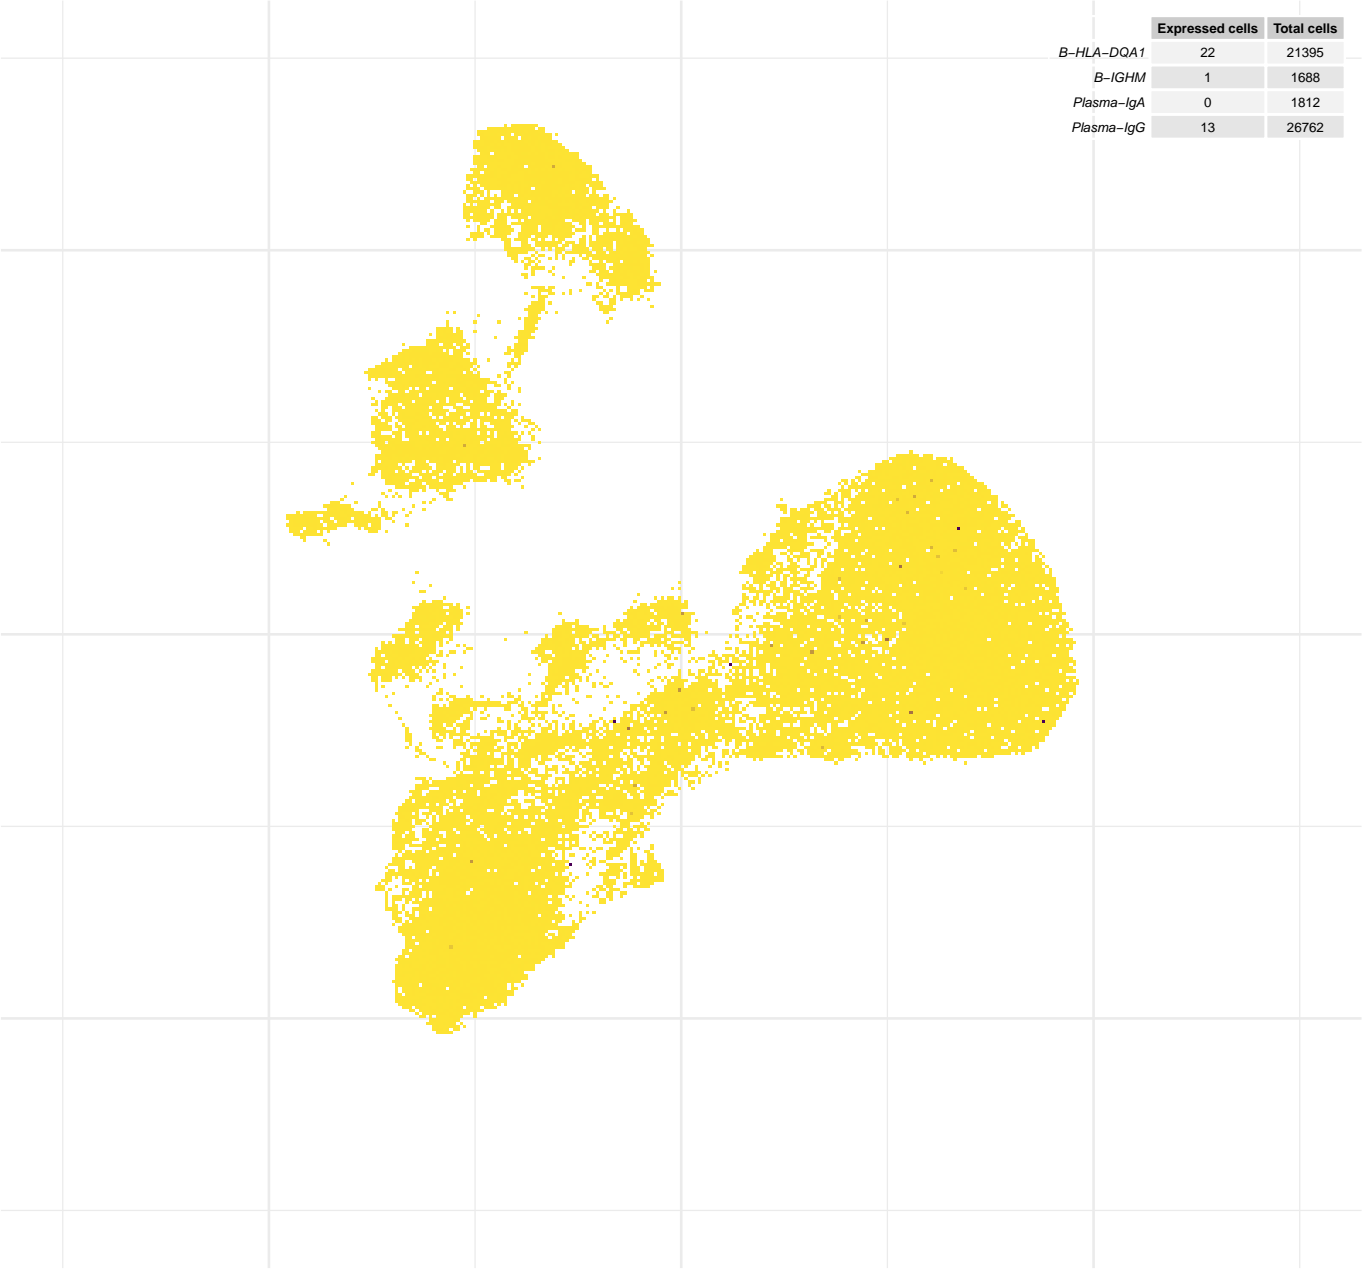 Expressed cells Total cells
B−HLA−DQA1 22 21395
B−IGHM 1 1688
Plasma−IgA 0 1812
Plasma−IgG 13 26762